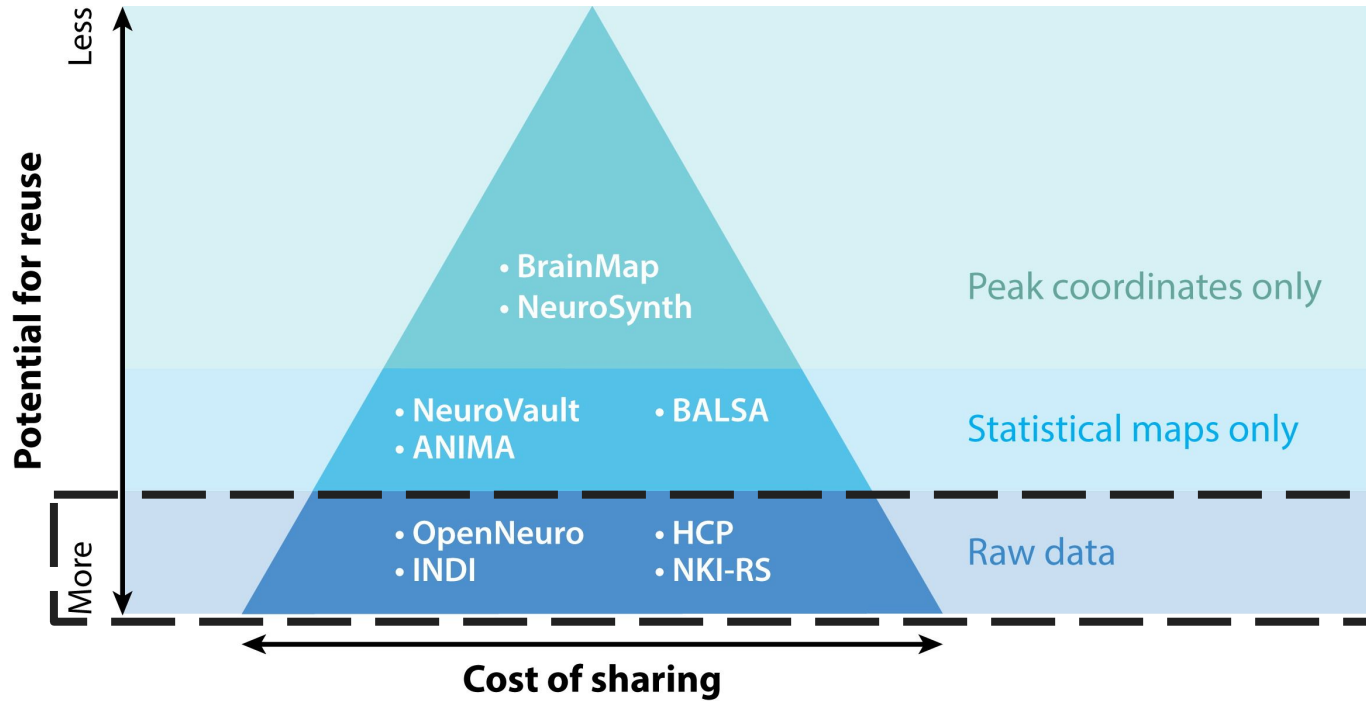 Potential for reuse
Less
More
• BrainMap
• NeuroSynth
Peak coordinates only
• NeuroVault
• BALSA
• ANIMA
Statistical maps only
• OpenNeuro
• HCP
• INDI
• NKI-RS
Raw data
Cost of sharing